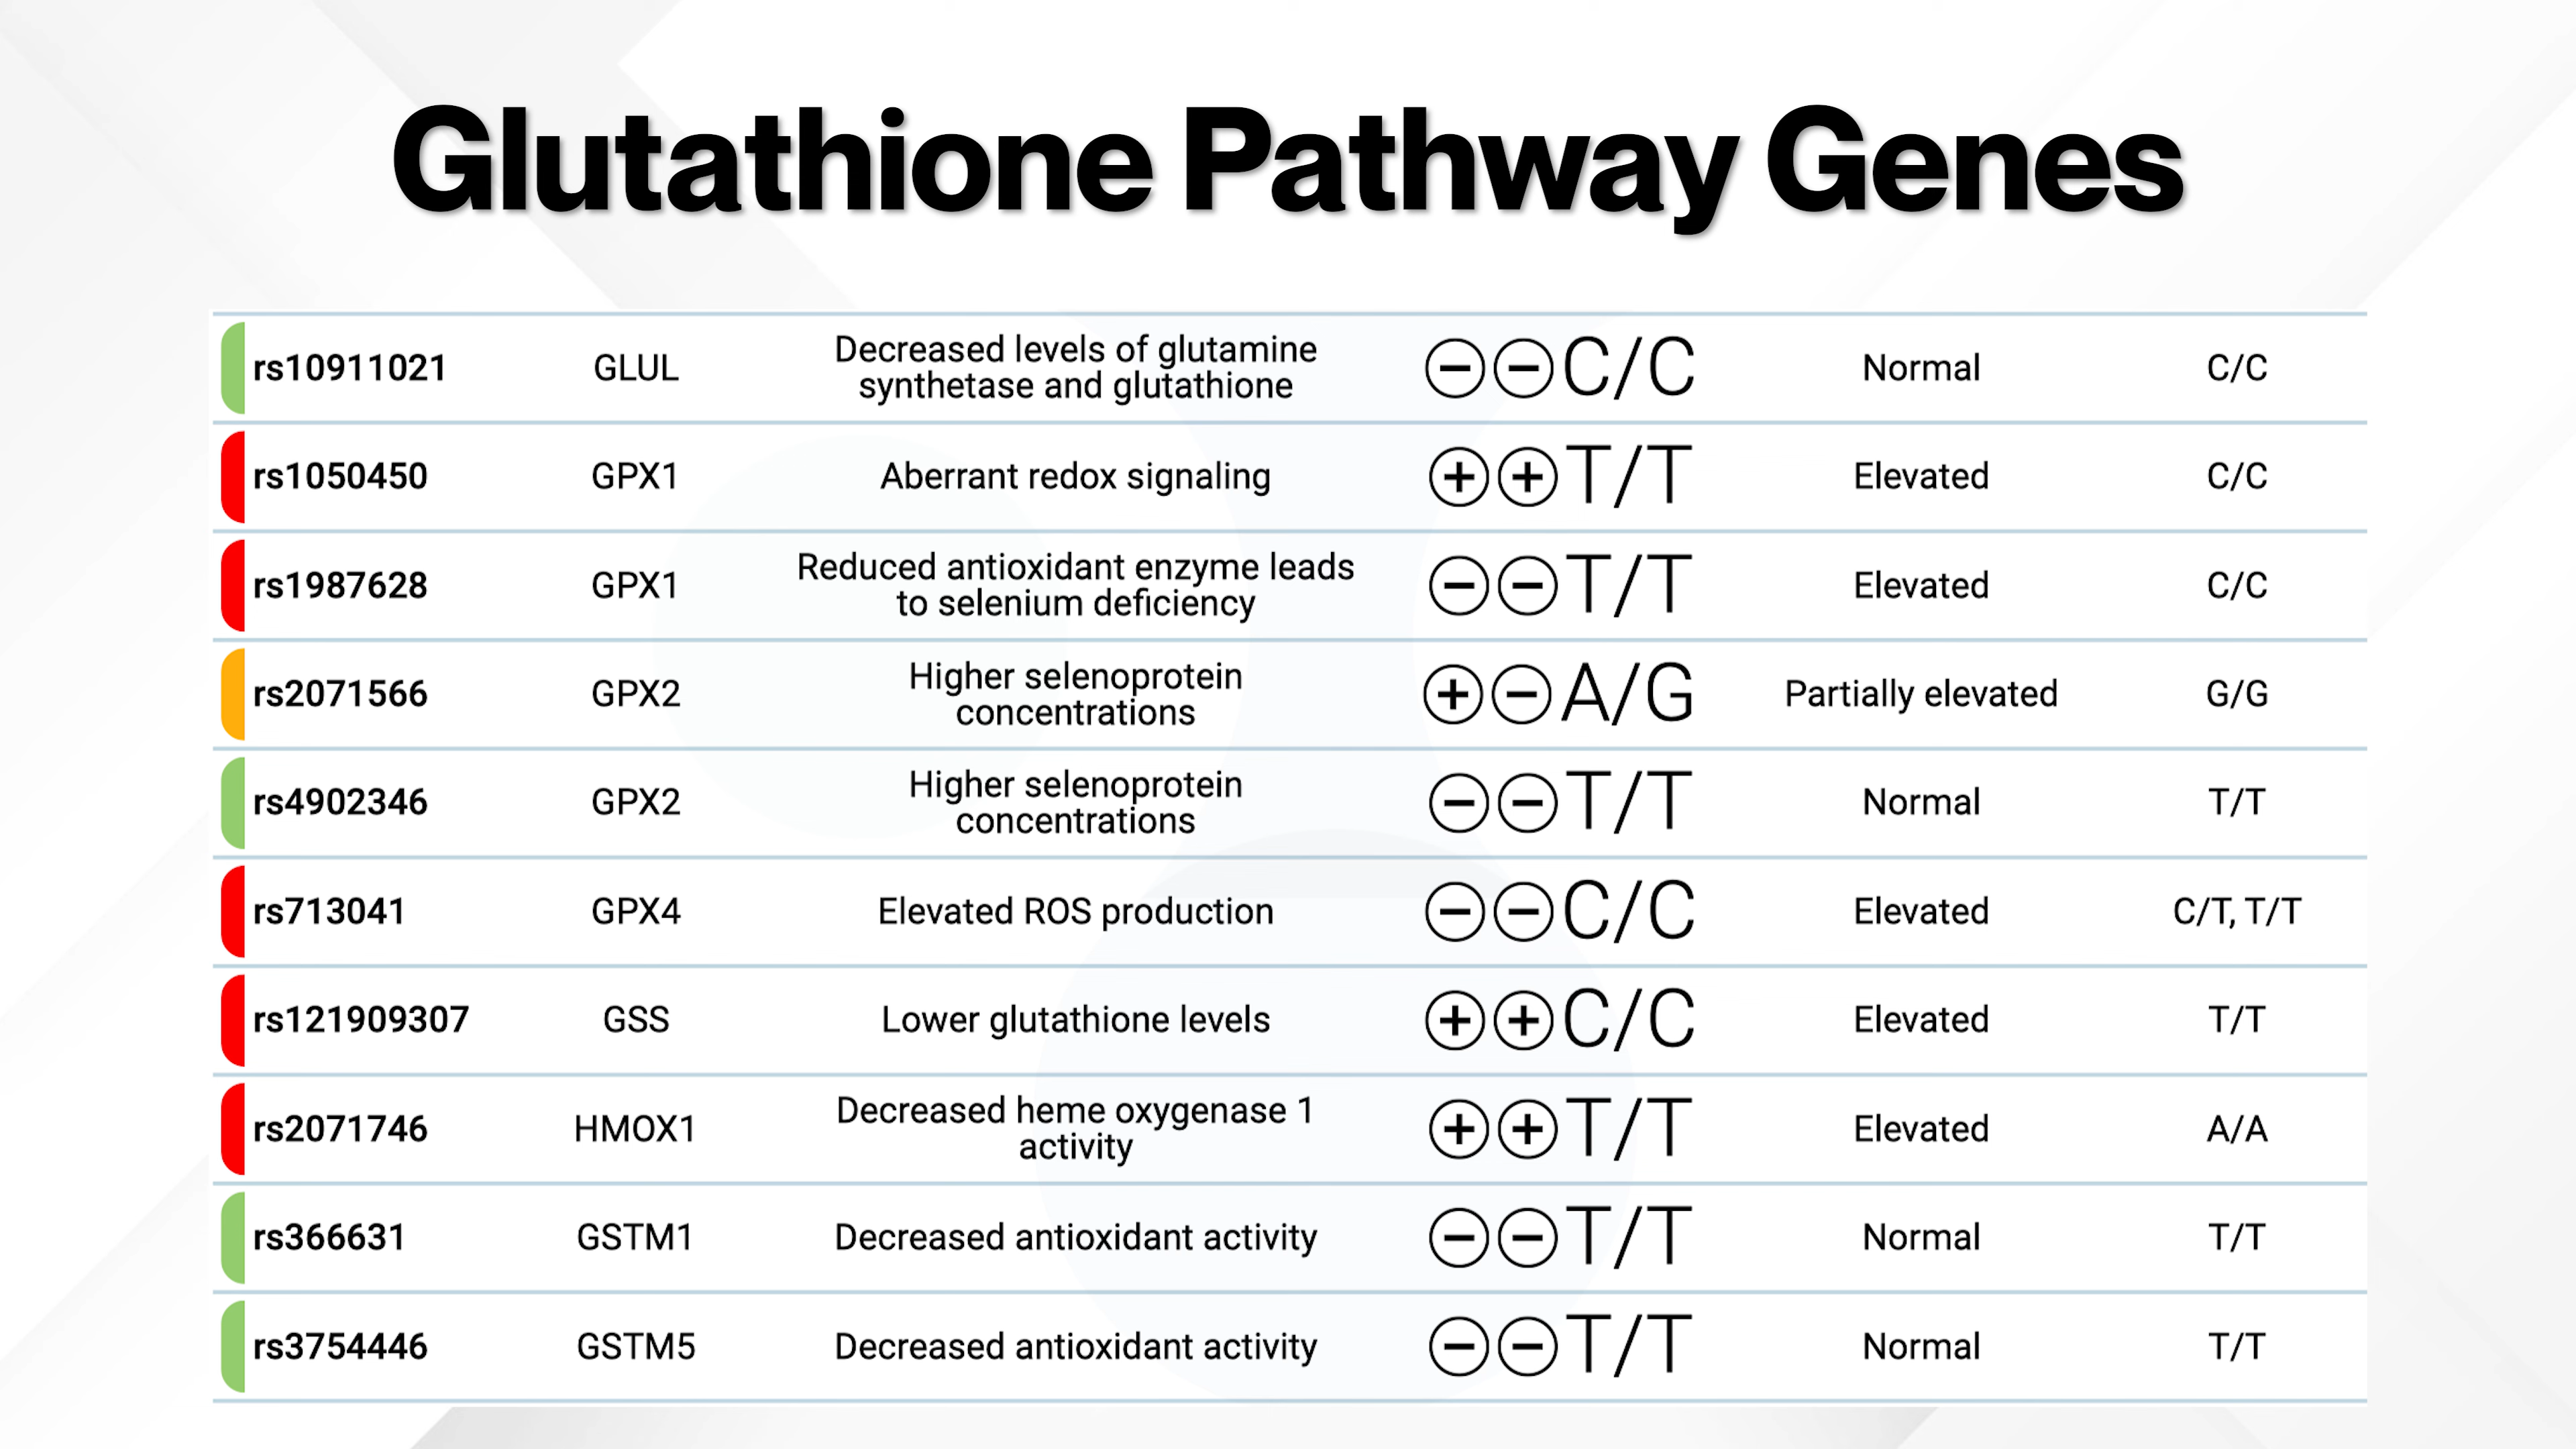 Glutathione Pathway Genes
rs10911021 GLUL Decreased levels of glutamine synthetase and glutathione ⊖⊖C/C Normal C/C
rs1050450 GPX1 Aberrant redox signaling ⊕⊕T/T Elevated C/C
rs1987628 GPX1 Reduced antioxidant enzyme leads to selenium deficiency ⊖⊖T/T Elevated C/C
rs2071566 GPX2 Higher selenoprotein concentrations ⊕⊖A/G Partially elevated G/G
rs4902346 GPX2 Higher selenoprotein concentrations ⊖⊖T/T Normal T/T
rs713041 GPX4 Elevated ROS production ⊖⊖C/C Elevated C/T, T/T
rs121909307 GSS Lower glutathione levels ⊕⊕C/C Elevated T/T
rs2071746 HMOX1 Decreased heme oxygenase 1 activity ⊕⊕T/T Elevated A/A
rs366631 GSTM1 Decreased antioxidant activity ⊖⊖T/T Normal T/T
rs3754446 GSTM5 Decreased antioxidant activity ⊖⊖T/T Normal T/T